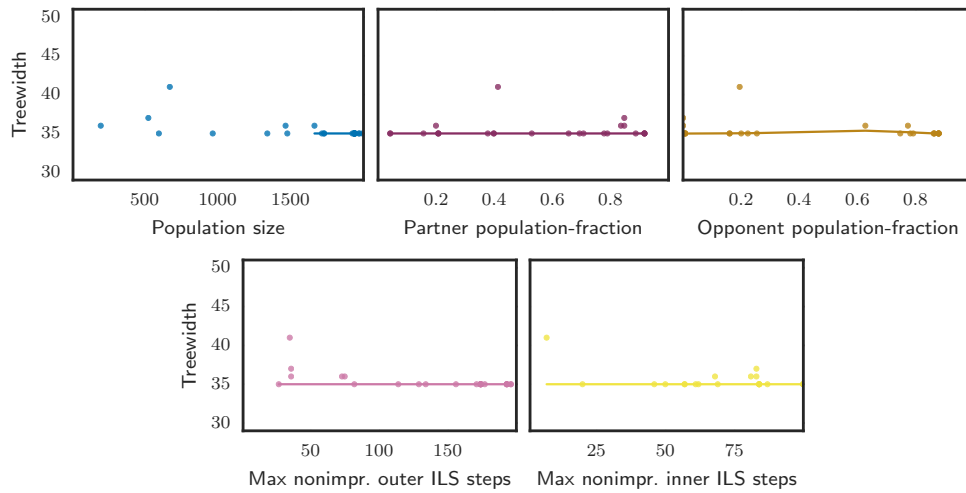 50
45
40
35
30
Treewidth
500 1000 1500
0.2 0.4 0.6 0.8
0.2 0.4 0.6 0.8
Population size
Partner population-fraction
Opponent population-fraction
50
45
40
35
30
Treewidth
50 100 150
25 50 75
Max nonimpr. outer ILS steps
Max nonimpr. inner ILS steps